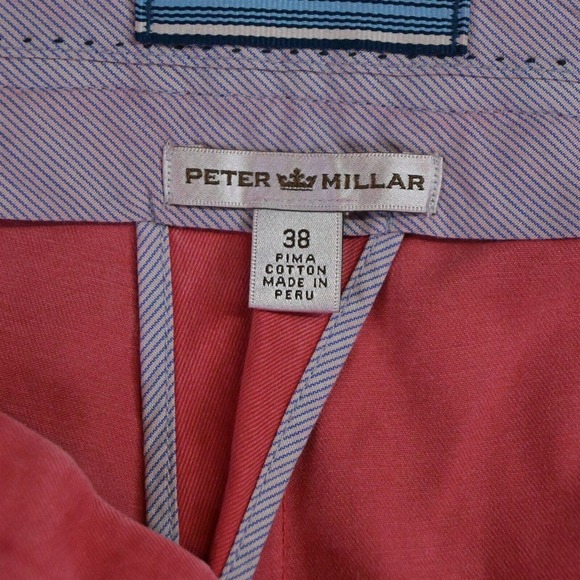 PETER MILLAR
38
PIMA
COTTON
MADE IN
PERU